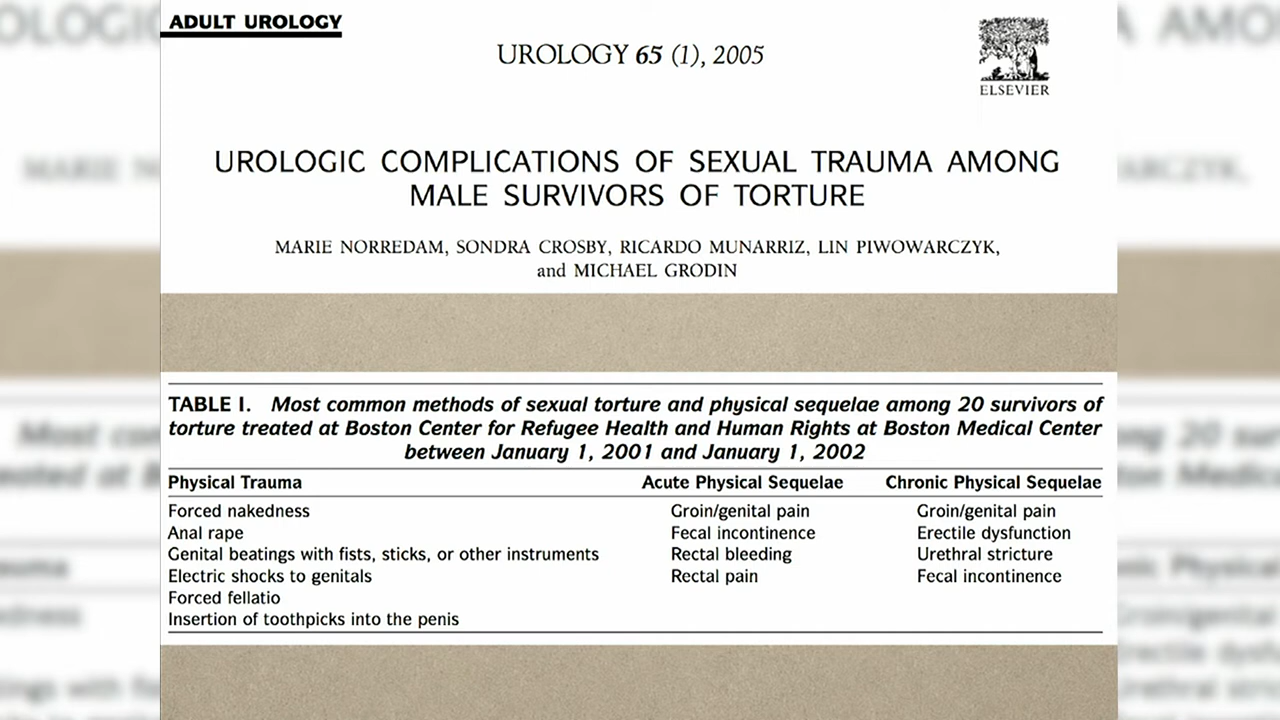 ADULT UROLOGY
UROLOGY 65 (1), 2005
ELSEVIER
UROLOGIC COMPLICATIONS OF SEXUAL TRAUMA AMONG
MALE SURVIVORS OF TORTURE
MARIE NORREDAM, SONDRA CROSBY, RICARDO MUNARRIZ, LIN PIWOWARCZYK,
and MICHAEL GRODIN
TABLE I. Most common methods of sexual torture and physical sequelae among 20 survivors of
torture treated at Boston Center for Refugee Health and Human Rights at Boston Medical Center
between January 1, 2001 and January 1, 2002
Physical Trauma Acute Physical Sequelae Chronic Physical Sequelae
Forced nakedness Groin/genital pain Groin/genital pain
Anal rape Fecal incontinence Erectile dysfunction
Genital beatings with fists, sticks, or other instruments Rectal bleeding Urethral stricture
Electric shocks to genitals Rectal pain Fecal incontinence
Forced fellatio
Insertion of toothpicks into the penis